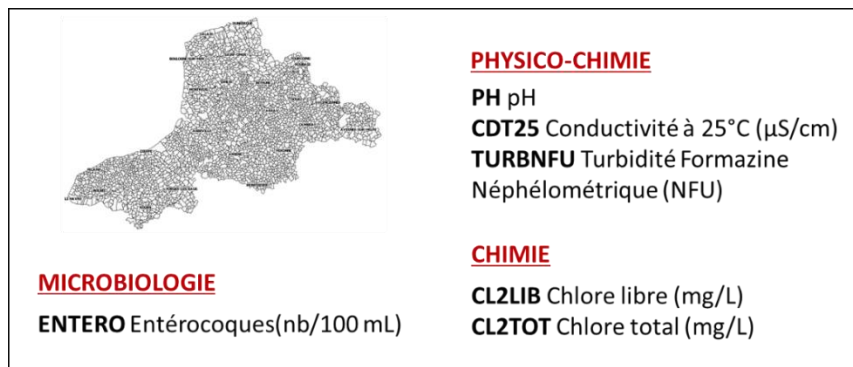 PHYSICO-CHIMIE
PH pH
CDT25 Conductivité à 25°C (µS/cm)
TURBNFU Turbidité Formazine
Néphélométrique (NFU)
MICROBIOLOGIE
ENTERO Entérocoques(nb/100 mL)
CHIMIE
CL2LIB Chlore libre (mg/L)
CL2TOT Chlore total (mg/L)